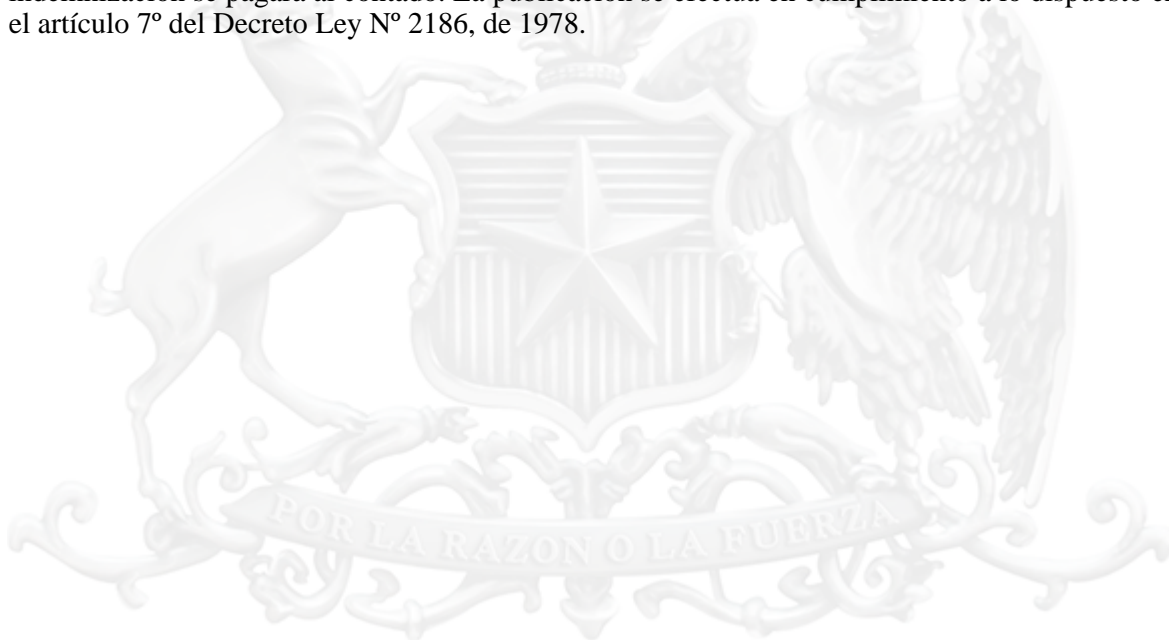 indemnización se pagará al contado. La publicación se efectúa en cumplimiento a lo dispuesto en
el artículo 7º del Decreto Ley Nº 2186, de 1978.
POR LA RAZON O LA FUERZA